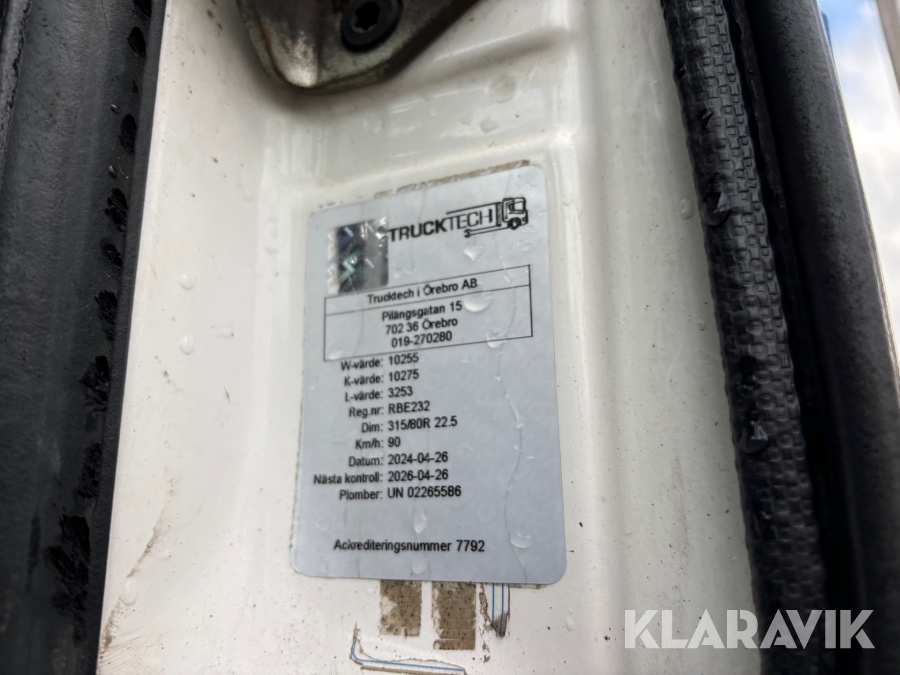 TRUCKTECH
Trucktech i Örebro AB
Pilängsgatan 15
702 36 Örebro
019-270280
W-värde: 10255
K-värde: 10275
L-värde: 3253
Reg.nr: RBE232
Dim: 315/80R 22.5
Km/h: 90
Datum: 2024-04-26
Nästa kontroll: 2026-04-26
Plomber: UN 02265586
Ackrediteringsnummer 7792
KLARAVIK